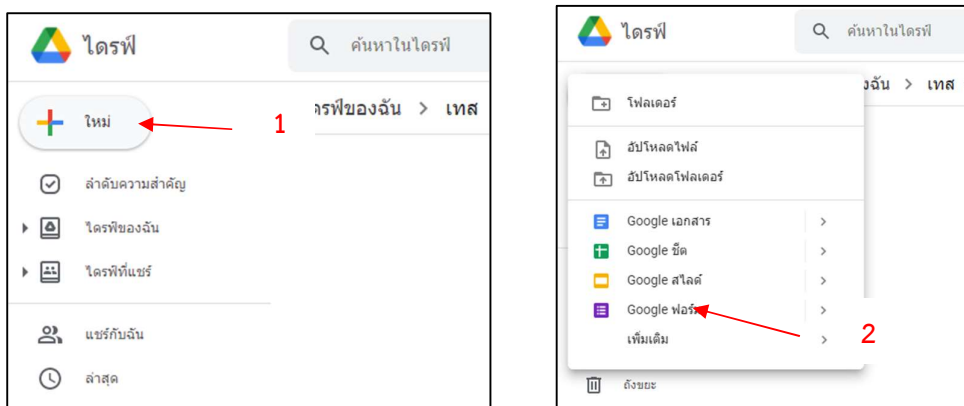 ไดรฟ์
ค้นหาในไดรฟ์
ใหม่
1
ดรฟ์ของฉัน > เทส
ลำดับความสำคัญ
ไดรฟ์ของฉัน
ไดรฟ์ที่แชร์
แชร์กับฉัน
ล่าสุด
ไดรฟ์
ค้นหาในไดรฟ์
งฉัน > เทส
โฟลเดอร์
อัปโหลดไฟล์
อัปโหลดโฟลเดอร์
Google เอกสาร
Google ชีต
Google สไลด์
Google ฟอร์ม
เพิ่มเติม
2
ถังขยะ